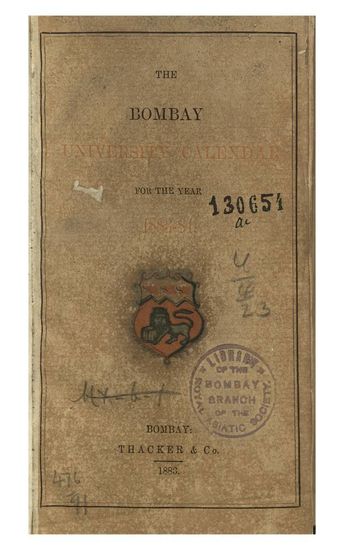 THE
BOMBAY
UNIVERSITY CALENDAR
FOR THE YEAR
130654
LIBRARY
OF THE
BOMBAY
BRANCH
OF THE
ROYAL ASIATIC SOCIETY
BOMBAY:
THACKER & Co.
1883.